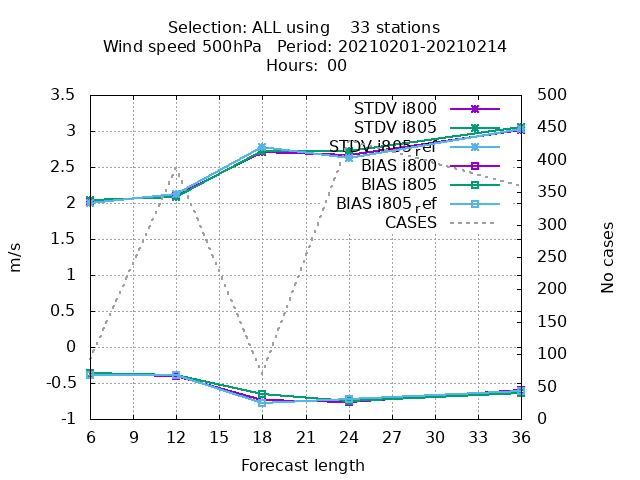 Selection: ALL using    33 stations
Wind speed 500hPa   Period: 20210201-20210214
Hours: 00
3.5
3
2.5
2
1.5
1
0.5
0
-0.5
-1
m/s
500
450
400
350
300
250
200
150
100
50
0
No cases
STDV i800
STDV i805
STDV i805_ref
BIAS i800
BIAS i805
BIAS i805_ref
CASES
6 9 12 15 18 21 24 27 30 33 36
Forecast length